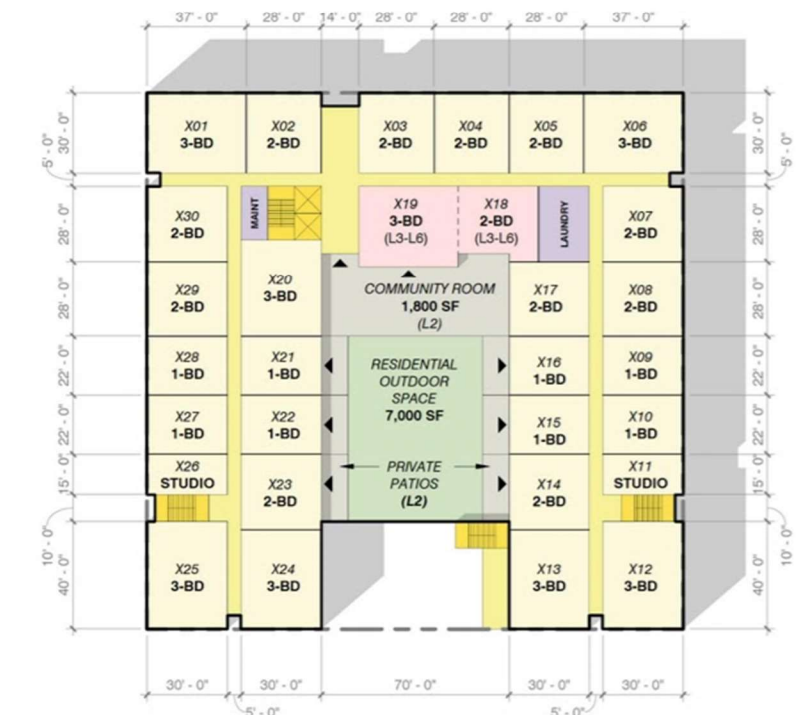 37' - 0" 28' - 0" 14' - 0" 28' - 0" 28' - 0" 28' - 0" 37' - 0"
5' - 0" 30' - 0"
30' - 0" 5' - 0"
X01
3-BD
X02
2-BD
X03
2-BD
X04
2-BD
X05
2-BD
X06
3-BD
28' - 0"
X30
2-BD
MAINT
X19
3-BD
(L3-L6)
X18
2-BD
(L3-L6)
LAUNDRY
X07
2-BD
28' - 0"
28' - 0"
X29
2-BD
X20
3-BD
COMMUNITY ROOM
1,800 SF
(L2)
X17
2-BD
X08
2-BD
28' - 0"
22' - 0"
X28
1-BD
X21
1-BD
RESIDENTIAL
OUTDOOR
SPACE
7,000 SF
X16
1-BD
X09
1-BD
22' - 0"
22' - 0"
X27
1-BD
X22
1-BD
X15
1-BD
X10
1-BD
22' - 0"
15' - 0"
X26
STUDIO
X23
2-BD
PRIVATE
PATIOS
(L2)
X14
2-BD
X11
STUDIO
15' - 0"
10' - 0" 40' - 0"
X25
3-BD
X24
3-BD
X13
3-BD
X12
3-BD
40' - 0" 10' - 0"
30' - 0" 30' - 0" 70' - 0" 30' - 0" 30' - 0"
5' - 0" 5' - 0"